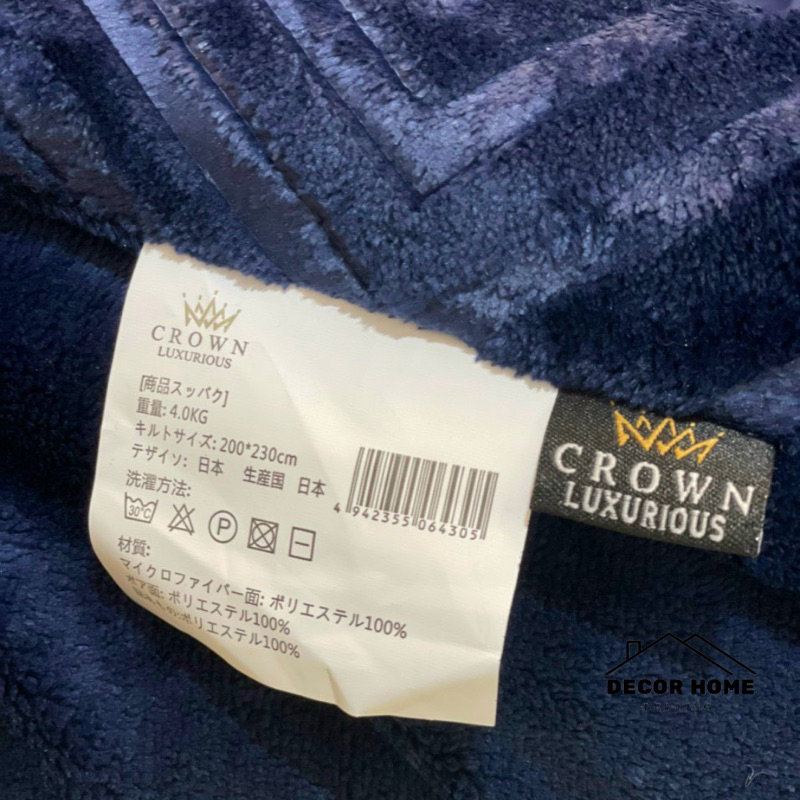 CROWN
LUXURIOUS
[商品スッパク]
重量: 4.0KG
キルトサイズ: 200*230cm
テザイソ: 日本 生産国 日本
洗濯方法:
30℃
P
4 942355 064305
材質:
マイクロファイバー面: ポリエステル100%
ボア面: ポリエステル100%
ポリエステル100%
CROWN
LUXURIOUS
DECOR HOME